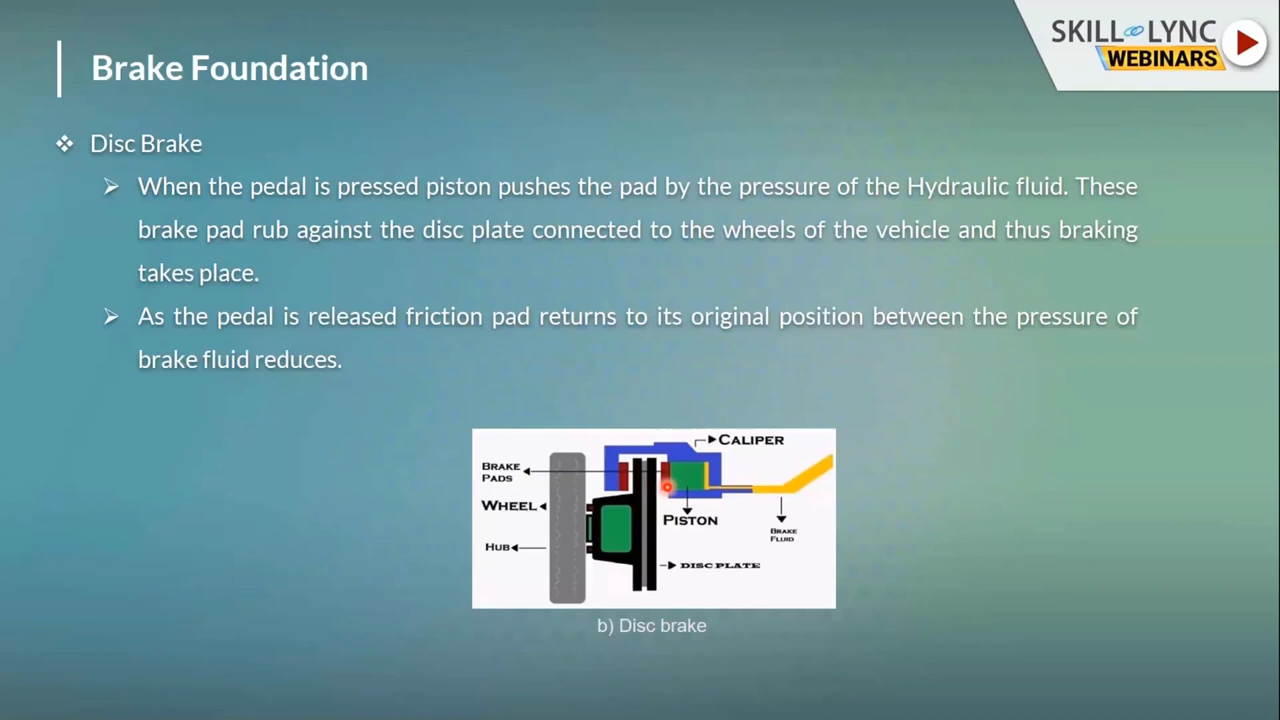 SKILL LYNC
WEBINARS
Brake Foundation
Disc Brake
When the pedal is pressed piston pushes the pad by the pressure of the Hydraulic fluid. These
brake pad rub against the disc plate connected to the wheels of the vehicle and thus braking
takes place.
As the pedal is released friction pad returns to its original position between the pressure of
brake fluid reduces.
CALIPER
BRAKE
PADS
WHEEL
PISTON
BRAKE
FLUID
HUB
DISC PLATE
b) Disc brake